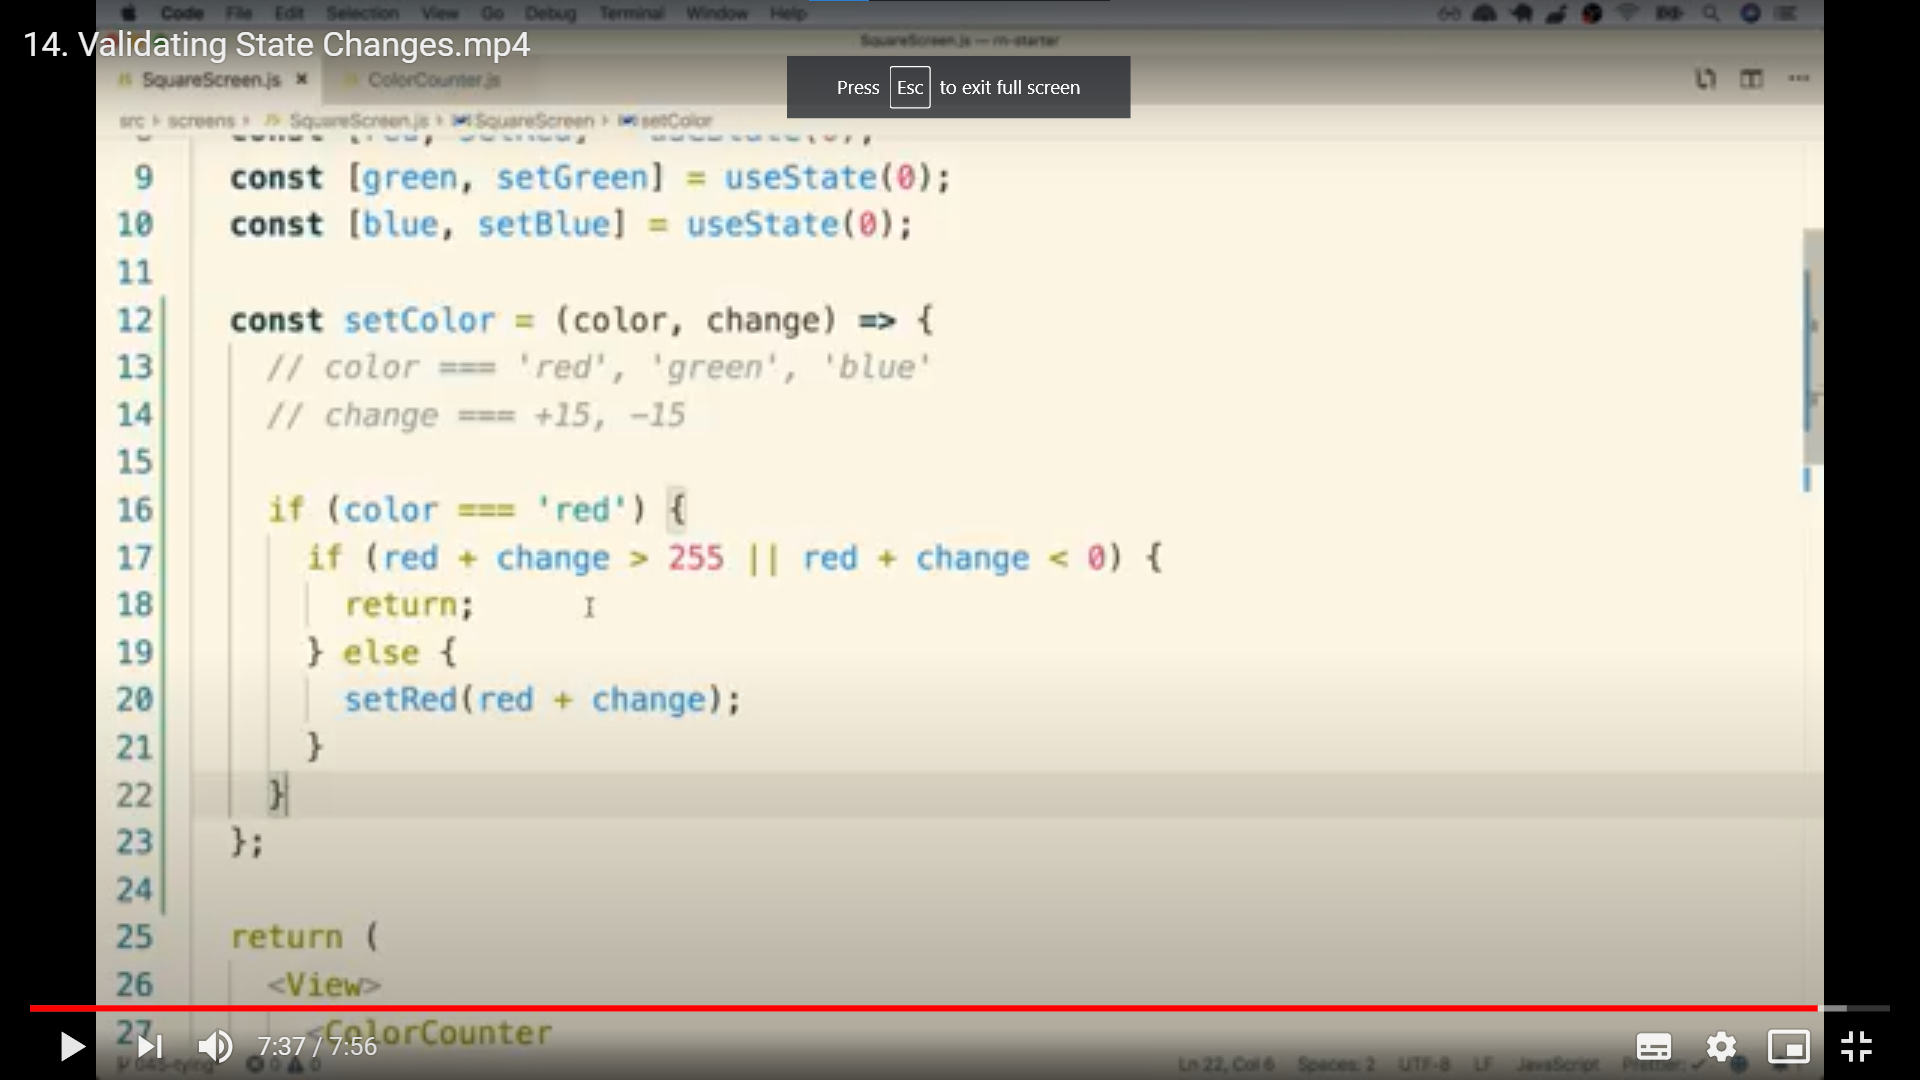 Code File Edit Selection View Go Debug Terminal Window Help
14. Validating State Changes.mp4
SquareScreen.js — rn-starter
SquareScreen.js × ColorCounter.js
Press Esc to exit full screen
src › screens › SquareScreen.js › SquareScreen › setColor
9 const [green, setGreen] = useState(0);
10 const [blue, setBlue] = useState(0);
11
12 const setColor = (color, change) => {
13 // color === 'red', 'green', 'blue'
14 // change === +15, -15
15
16 if (color === 'red') {
17 if (red + change > 255 || red + change < 0) {
18 return;
19 } else {
20 setRed(red + change);
21 }
22 }
23 };
24
25 return (
26 <View>
27 <ColorCounter
7:37 / 7:56
Ln 22, Col 6 Spaces: 2 UTF-8 LF JavaScript Prettier: ✓